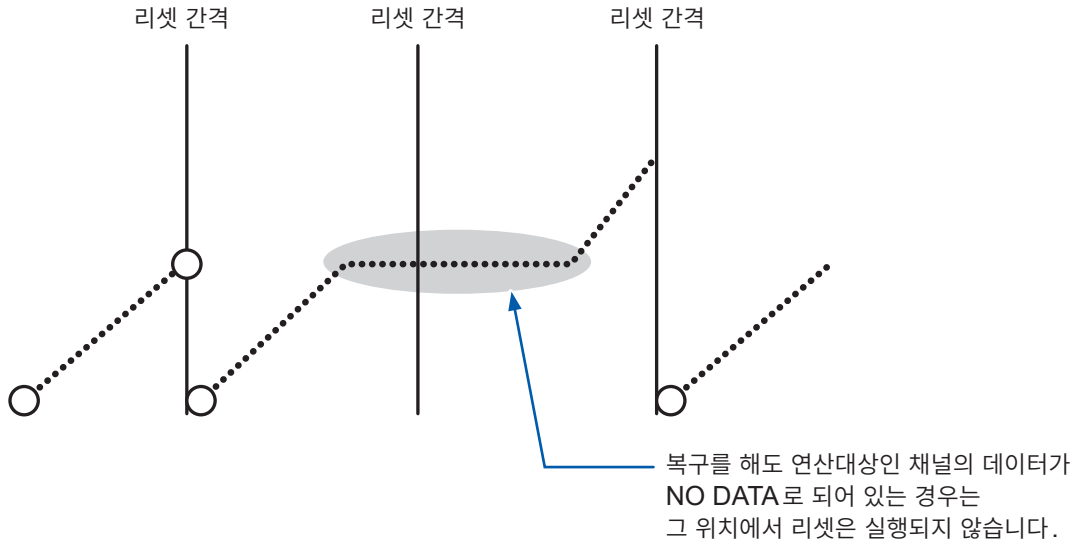 리셋 간격
리셋 간격
리셋 간격
복구를 해도 연산대상인 채널의 데이터가
NO DATA로 되어 있는 경우는
그 위치에서 리셋은 실행되지 않습니다.